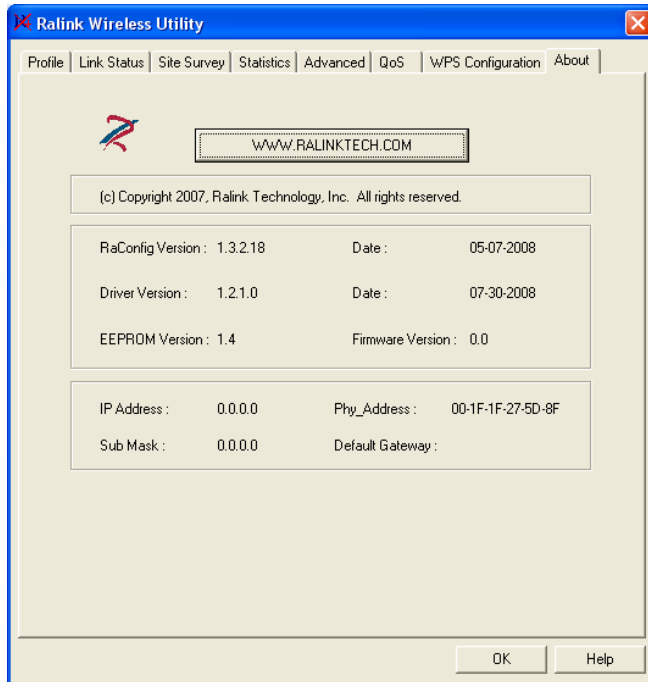 Ralink Wireless Utility
Profile Link Status Site Survey Statistics Advanced QoS WPS Configuration About
WWW.RALINKTECH.COM
(c) Copyright 2007, Ralink Technology, Inc. All rights reserved.
RaConfig Version : 1.3.2.18 Date : 05-07-2008
Driver Version : 1.2.1.0 Date : 07-30-2008
EEPROM Version : 1.4 Firmware Version : 0.0
IP Address : 0.0.0.0 Phy_Address : 00-1F-1F-27-5D-8F
Sub Mask : 0.0.0.0 Default Gateway :
OK Help